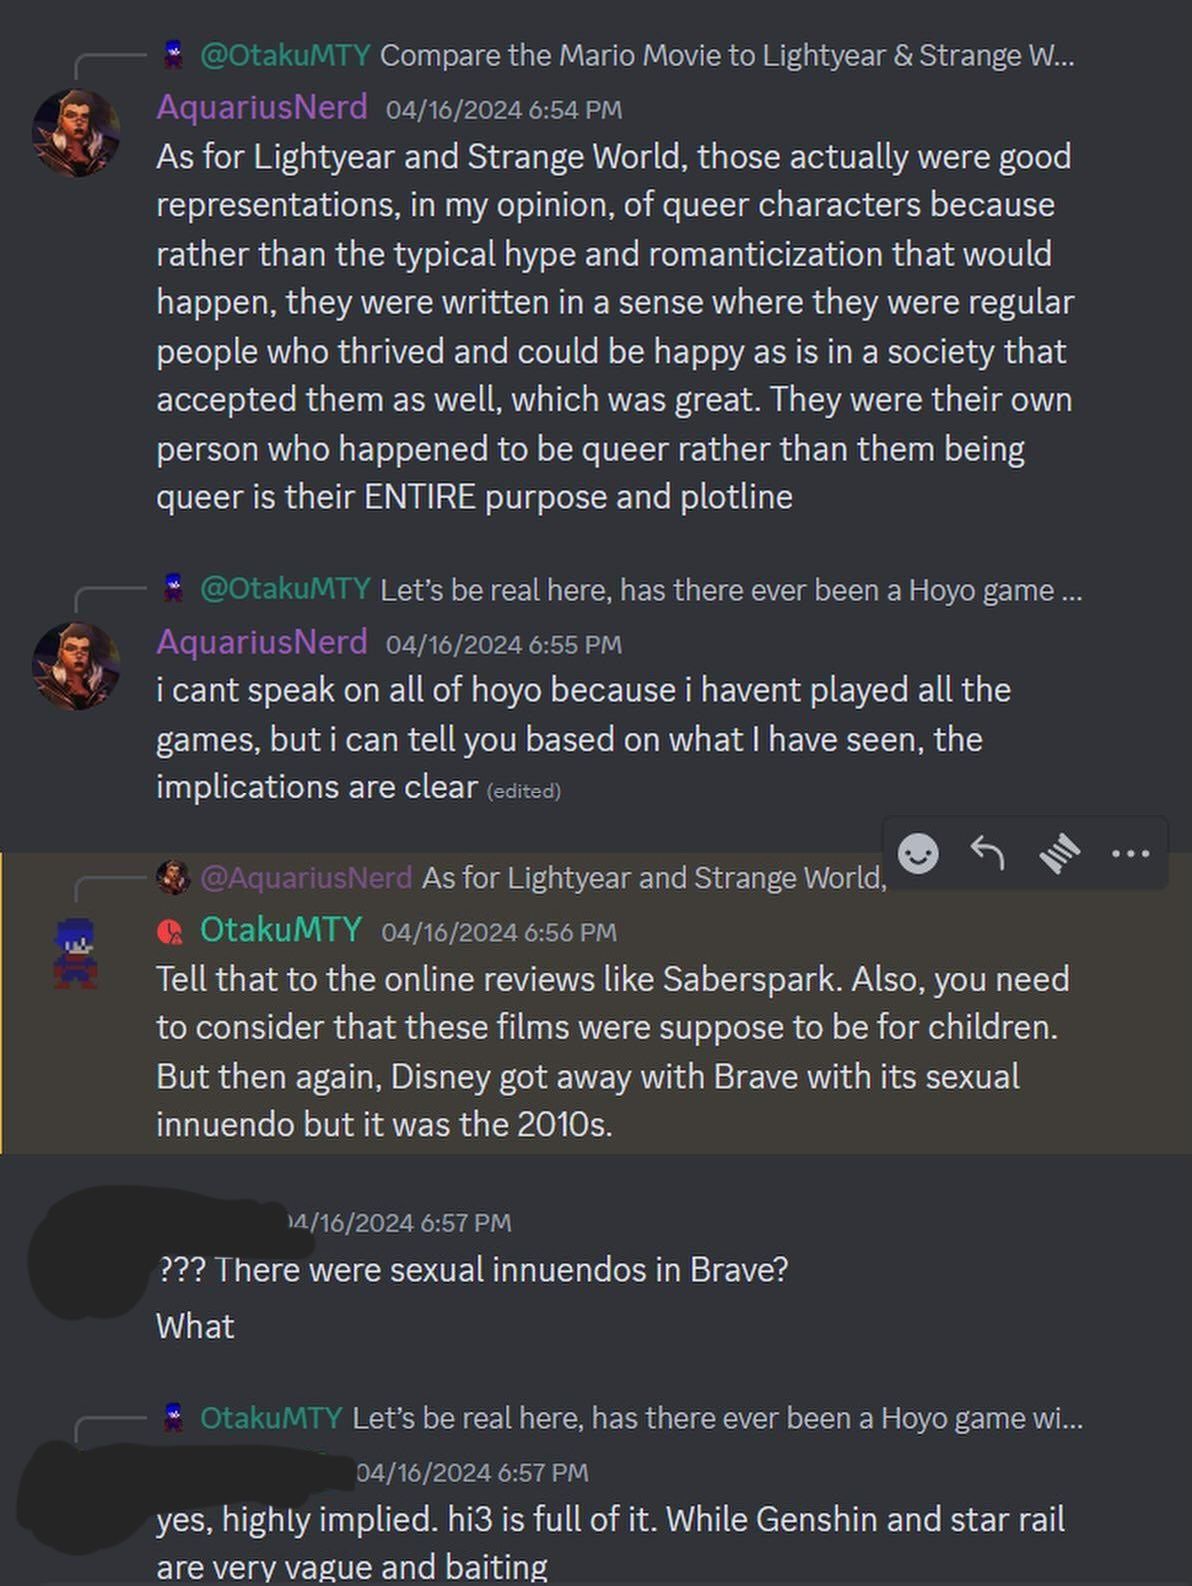 @OtakuMTY Compare the Mario Movie to Lightyear & Strange W...
AquariusNerd 04/16/2024 6:54 PM
As for Lightyear and Strange World, those actually were good
representations, in my opinion, of queer characters because
rather than the typical hype and romanticization that would
happen, they were written in a sense where they were regular
people who thrived and could be happy as is in a society that
accepted them as well, which was great. They were their own
person who happened to be queer rather than them being
queer is their ENTIRE purpose and plotline
@OtakuMTY Let's be real here, has there ever been a Hoyo game ...
AquariusNerd 04/16/2024 6:55 PM
i cant speak on all of hoyo because i havent played all the
games, but i can tell you based on what I have seen, the
implications are clear (edited)
@AquariusNerd As for Lightyear and Strange World,
OtakuMTY 04/16/2024 6:56 PM
Tell that to the online reviews like Saberspark. Also, you need
to consider that these films were suppose to be for children.
But then again, Disney got away with Brave with its sexual
innuendo but it was the 2010s.
04/16/2024 6:57 PM
??? There were sexual innuendos in Brave?
What
OtakuMTY Let's be real here, has there ever been a Hoyo game wi...
04/16/2024 6:57 PM
yes, highly implied. hi3 is full of it. While Genshin and star rail
are very vague and baiting